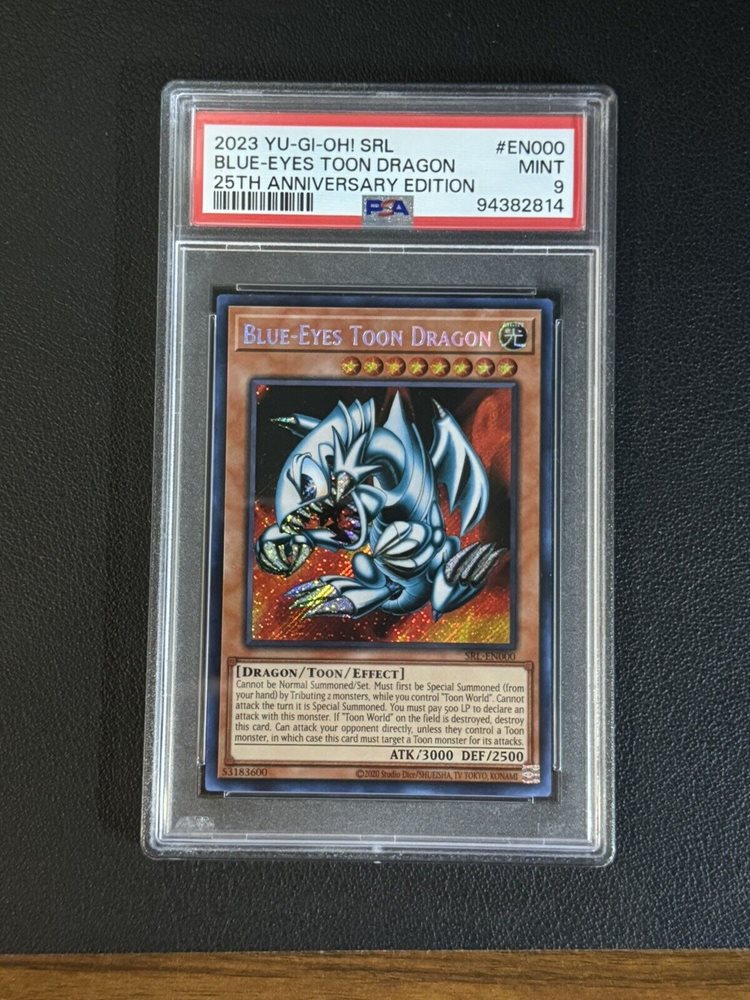 2023 YU-GI-OH! SRL #EN000
BLUE-EYES TOON DRAGON MINT
25TH ANNIVERSARY EDITION 9
PSA 94382814
BLUE-EYES TOON DRAGON 光
SRL-EN000
[DRAGON/TOON/EFFECT]
Cannot be Normal Summoned/Set. Must first be Special Summoned (from
your hand) by Tributing 2 monsters, while you control "Toon World". Cannot
attack the turn it is Special Summoned. You must pay 500 LP to declare an
attack with this monster. If "Toon World" on the field is destroyed, destroy
this card. Can attack your opponent directly, unless they control a Toon
monster, in which case this card must target a Toon monster for its attacks.
ATK/3000 DEF/2500
53183600 ©2020 Studio Dice/SHUEISHA, TV TOKYO, KONAMI